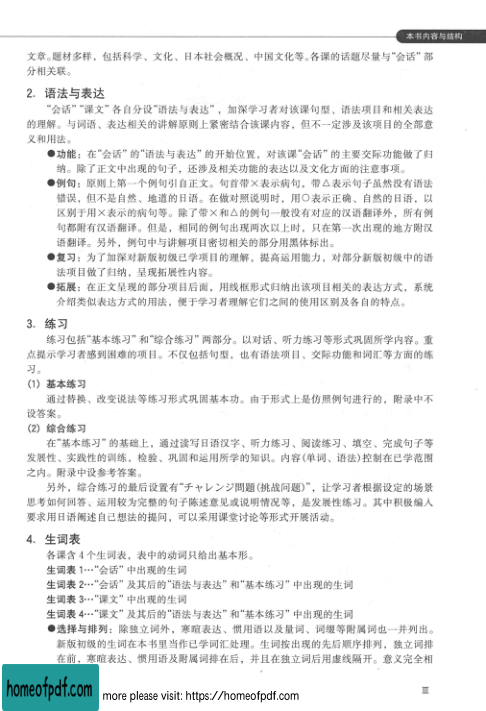 本书内容与结构
文章。题材多样，包括科学、文化、日本社会概况、中国文化等。各课的话题尽量与“会话”部
分相关联。
2. 语法与表达
“会话”“课文”各自分设“语法与表达”，加深学习者对该课句型、语法项目和相关表达
的理解。与词语、表达相关的讲解原则上紧密结合该课内容，但不一定涉及该项目的全部意
义和用法。
●功能：在“会话”的“语法与表达”的开始位置，对该课“会话”的主要交际功能做了归
纳。除了正文中出现的句子，还涉及相关功能的表达以及文化方面的注意事项。
●例句：原则上第一个例句引自正文。句首带×表示病句，带△表示句子虽然没有语法
错误，但不是自然、地道的日语。在做对照说明时，用○表示正确、自然的日语，以
区别于用×表示的病句等。除了带×和△的例句一般没有对应的汉语翻译外，所有例
句都附有汉语翻译。但是，相同的例句出现两次以上时，只在第一次出现的地方附汉
语翻译。另外，例句中与讲解项目密切相关的部分用黑体标出。
●复习：为了加深对新版初级已学项目的理解，提高运用能力，对部分新版初级中的语
法项目做了归纳，呈现拓展性内容。
●拓展：在正文呈现的部分项目后面，用线框形式归纳出该项目相关的表达方式，系统
介绍类似表达方式的用法，便于学习者理解它们之间的使用区别及各自的特点。
3. 练习
练习包括“基本练习”和“综合练习”两部分。以对话、听力练习等形式巩固所学内容。重
点提示学习者感到困难的项目。不仅包括句型，也有语法项目、交际功能和词汇等方面的练
习。
(1) 基本练习
通过替换、改变说法等练习形式巩固基本功。由于形式上是仿照例句进行的，附录中不
设答案。
(2) 综合练习
在“基本练习”的基础上，通过读写日语汉字、听力练习、阅读练习、填空、完成句子等
发展性、实践性的训练，检验、巩固和运用所学的知识。内容(单词、语法)控制在已学范围
之内。附录中设参考答案。
另外，综合练习的最后设置有“チャレンジ問題(挑战问题)”，让学习者根据设定的场景
思考如何回答、运用较为完整的句子陈述意见或说明情况等，是发展性练习。其中积极编入
要求用日语阐述自己想法的提问，可以采用课堂讨论等形式开展活动。
4. 生词表
各课含 4 个生词表，表中的动词只给出基本形。
生词表 1…“会话”中出现的生词
生词表 2…“会话”及其后的“语法与表达”和“基本练习”中出现的生词
生词表 3…“课文”中出现的生词
生词表 4…“课文”及其后的“语法与表达”和“基本练习”中出现的生词
●选择与排列：除独立词外，寒暄表达、惯用语以及量词、词缀等附属词也一并列出。
新版初级的生词在本书里当作已学词汇处理。生词按出现的先后顺序排列，独立词排
在前，寒暄表达、惯用语及附属词排在后，并且在独立词后用虚线隔开。意义完全相
III
homeofpdf.com
more please visit: https://homeofpdf.com